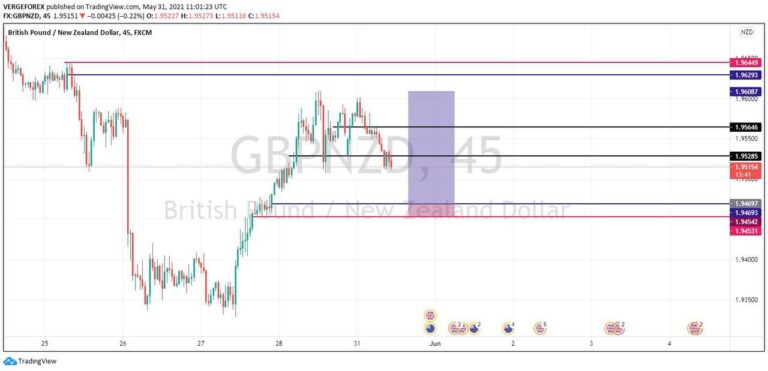 VERGEFOREX published on TradingView.com, May 31, 2021 11:01:23 UTC
FX:GBPNZD, 45 1.95151 ▼ −0.00425 (−0.22%) O:1.95227 H:1.95273 L:1.95116 C:1.95154
British Pound / New Zealand Dollar, 45, FXCM
NZD
1.96449
1.96293
1.96087
1.96000
1.95646
1.95285
1.95154
13:41
1.94697
1.94693
1.94542
1.94531
1.94000
1.93500
GBPNZD, 45
British Pound / New Zealand Dollar
25 26 27 28 31 Jun 2 3 4
TradingView